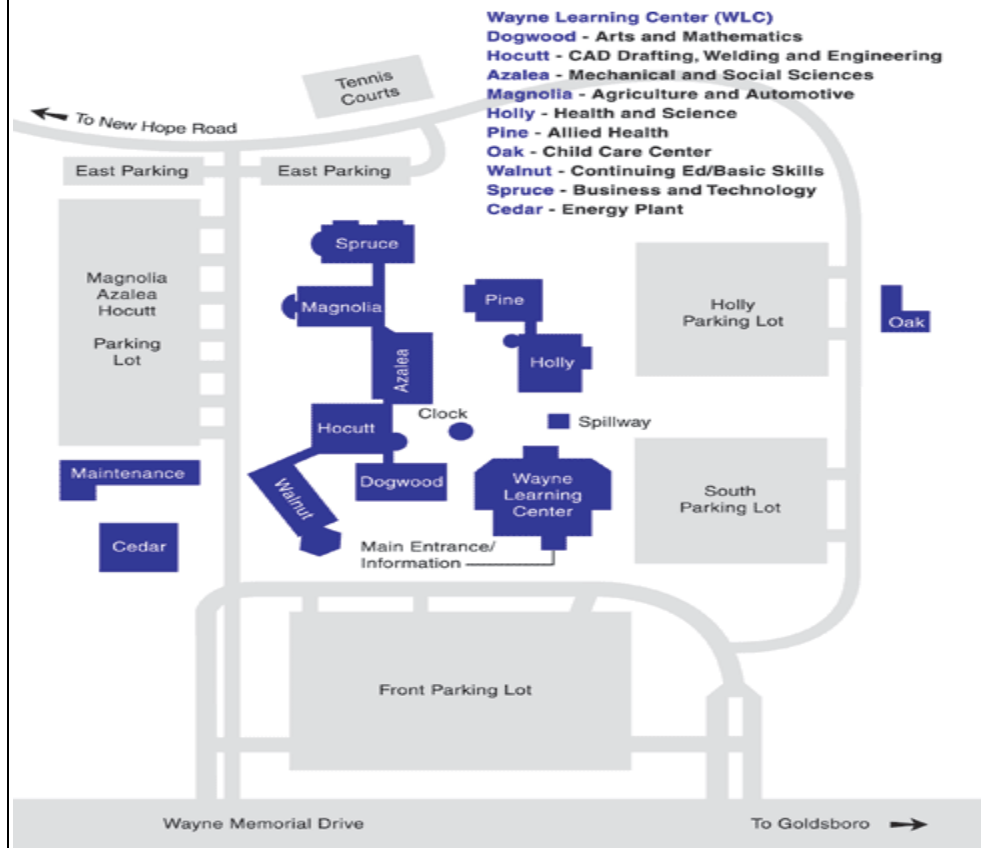 Wayne Learning Center (WLC)
Dogwood - Arts and Mathematics
Hocutt - CAD Drafting, Welding and Engineering
Azalea - Mechanical and Social Sciences
Magnolia - Agriculture and Automotive
Holly - Health and Science
Pine - Allied Health
Oak - Child Care Center
Walnut - Continuing Ed/Basic Skills
Spruce - Business and Technology
Cedar - Energy Plant
Tennis
Courts
To New Hope Road
East Parking
East Parking
Spruce
Magnolia
Azalea
Hocutt
Parking
Lot
Magnolia
Pine
Holly
Parking Lot
Oak
Azalea
Holly
Clock
Hocutt
Spillway
Maintenance
Walnut
Dogwood
Wayne
Learning
Center
South
Parking Lot
Cedar
Main Entrance/
Information
Front Parking Lot
Wayne Memorial Drive
To Goldsboro